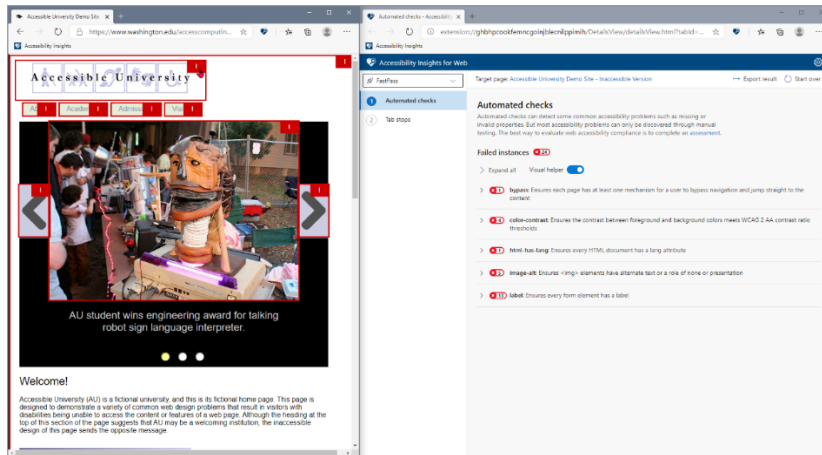 Accessible University Demo Site
https://www.washington.edu/accesscomputin...
Accessibility Insights
Accessible University
AU student wins engineering award for talking
robot sign language interpreter.
Welcome!
Accessible University (AU) is a fictional university, and this is its fictional home page. This page is
designed to demonstrate a variety of common web design problems that result in visitors with
disabilities being unable to access the content or features of a web page. Although the heading at the
top of this section of the page suggests that AU may be a welcoming institution, the inaccessible
design of this page sends the opposite message.
Automated checks - Accessibility
extension://ghbhpcookfemncgoinjblecnilppimih/DetailsView/detailsView.html?tabId=...
Accessibility Insights
Accessibility Insights for Web
FastPass
Target page: Accessible University Demo Site - Inaccessible Version
Export result
Start over
1 Automated checks
2 Tab stops
Automated checks
Automated checks can detect some common accessibility problems such as missing or
invalid properties. But most accessibility problems can only be discovered through manual
testing. The best way to evaluate web accessibility compliance is to complete an assessment.
Failed instances
Expand all
Visual helper
bypass: Ensures each page has at least one mechanism for a user to bypass navigation and jump straight to the
content
color-contrast: Ensures the contrast between foreground and background colors meets WCAG 2 AA contrast ratio
thresholds
html-has-lang: Ensures every HTML document has a lang attribute
image-alt: Ensures <img> elements have alternate text or a role of none or presentation
label: Ensures every form element has a label